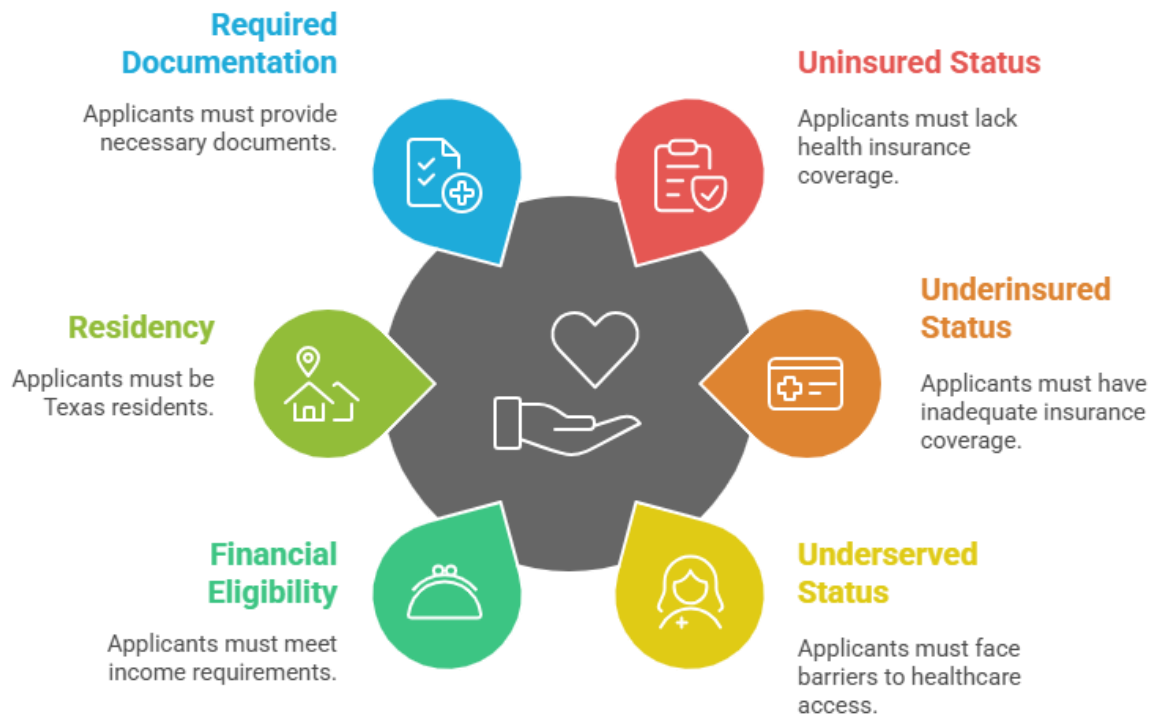 Required
Documentation
Applicants must provide
necessary documents.
Uninsured Status
Applicants must lack
health insurance
coverage.
Residency
Applicants must be
Texas residents.
Underinsured
Status
Applicants must have
inadequate insurance
coverage.
Financial
Eligibility
Applicants must meet
income requirements.
Underserved
Status
Applicants must face
barriers to healthcare
access.